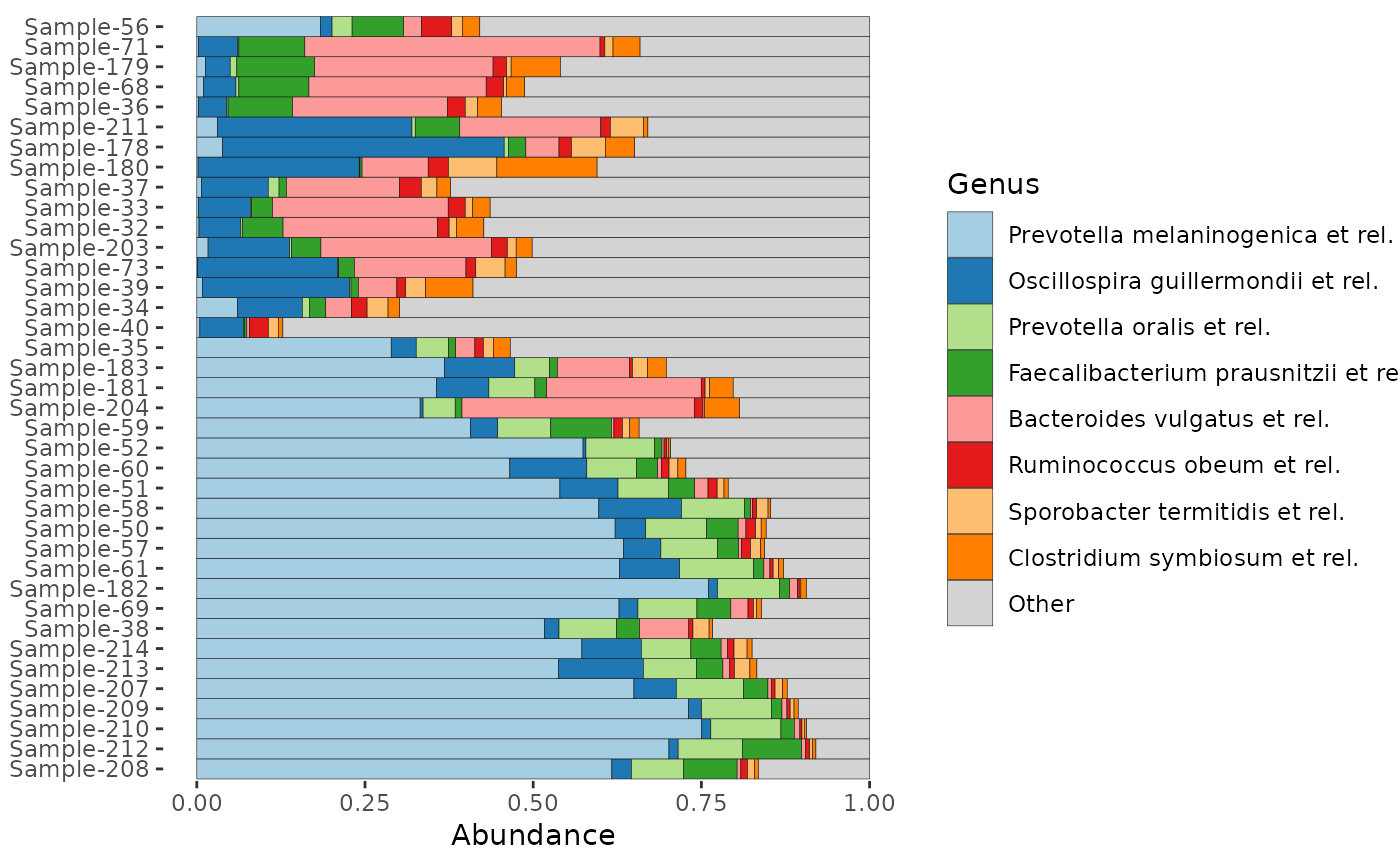 Sample-56
Sample-71
Sample-179
Sample-68
Sample-36
Sample-211
Sample-178
Sample-180
Sample-37
Sample-33
Sample-32
Sample-203
Sample-73
Sample-39
Sample-34
Sample-40
Sample-35
Sample-183
Sample-181
Sample-204
Sample-59
Sample-52
Sample-60
Sample-51
Sample-58
Sample-50
Sample-57
Sample-61
Sample-182
Sample-69
Sample-38
Sample-214
Sample-213
Sample-207
Sample-209
Sample-210
Sample-212
Sample-208
0.00 0.25 0.50 0.75 1.00
Abundance
Genus
Prevotella melaninogenica et rel.
Oscillospira guillermondii et rel.
Prevotella oralis et rel.
Faecalibacterium prausnitzii et re
Bacteroides vulgatus et rel.
Ruminococcus obeum et rel.
Sporobacter termitidis et rel.
Clostridium symbiosum et rel.
Other